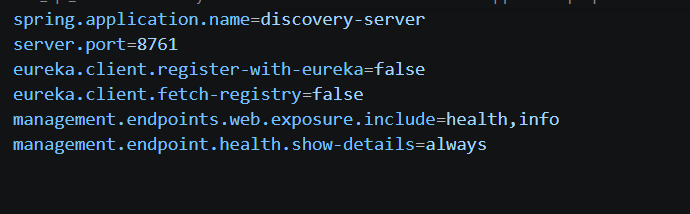 spring.application.name=discovery-server
server.port=8761
eureka.client.register-with-eureka=false
eureka.client.fetch-registry=false
management.endpoints.web.exposure.include=health,info
management.endpoint.health.show-details=always